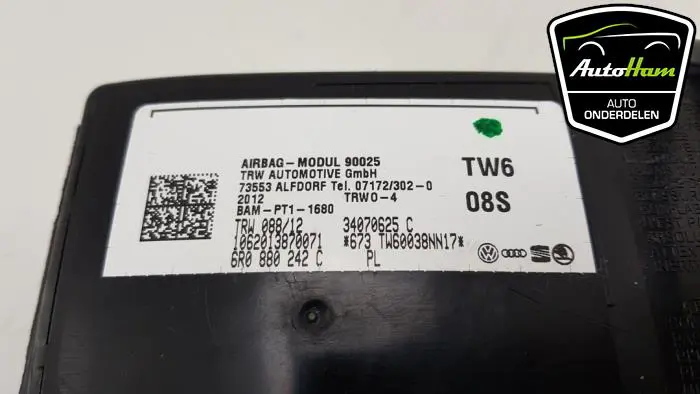 AIRBAG-MODUL 90025
TRW AUTOMOTIVE GmbH
73553 ALFDORF Tel. 07172/302-0
2012 TRWO-4
BAM-PT1-1680
TRW 088/12 34070625 C
1062013870071 *673 TW60038NN17*
6R0 880 242 C PL
TW6
08S
AutoHam
AUTO
ONDERDELEN